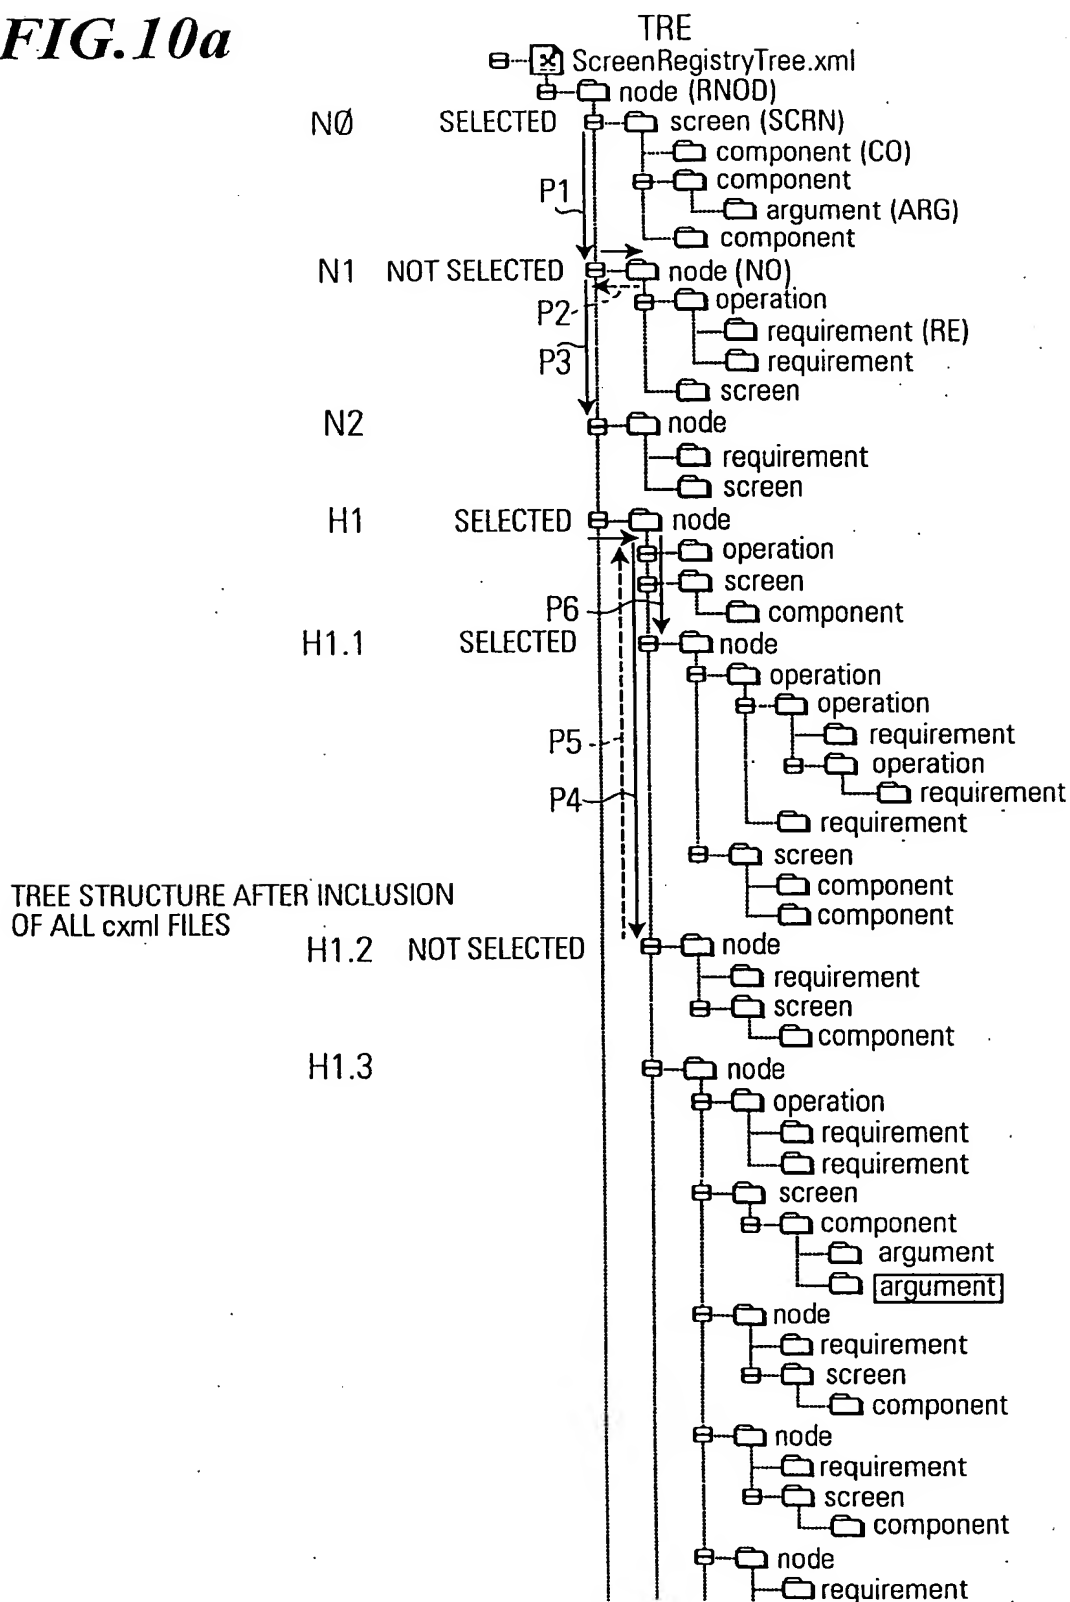 FIG.10a
TRE
ScreenRegistryTree.xml
node (RNOD)
NØ SELECTED screen (SCRN)
component (CO)
component
P1
argument (ARG)
component
N1 NOT SELECTED node (NO)
operation
P2
requirement (RE)
P3
requirement
screen
N2 node
requirement
screen
H1 SELECTED node
operation
screen
P6 component
H1.1 SELECTED node
operation
operation
requirement
P5
operation
requirement
P4
requirement
screen
TREE STRUCTURE AFTER INCLUSION
OF ALL cxml FILES
component
component
H1.2 NOT SELECTED node
requirement
screen
component
H1.3 node
operation
requirement
requirement
screen
component
argument
argument
node
requirement
screen
component
node
requirement
screen
component
node
requirement